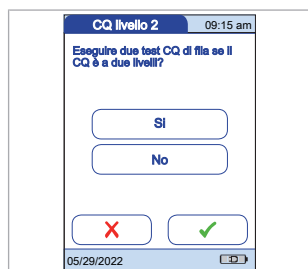 CQ livello 2 09:15 am
Eseguire due test CQ di fila se il
CQ è a due livelli?
Si
No
05/29/2022